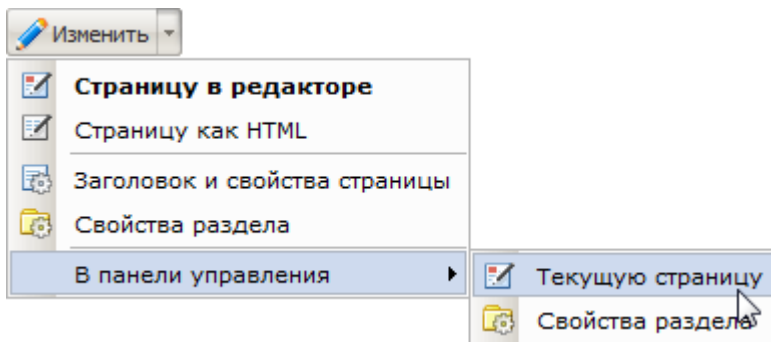 Изменить
Страницу в редакторе
Страницу как HTML
Заголовок и свойства страницы
Свойства раздела
В панели управления
Текущую страницу
Свойства раздела